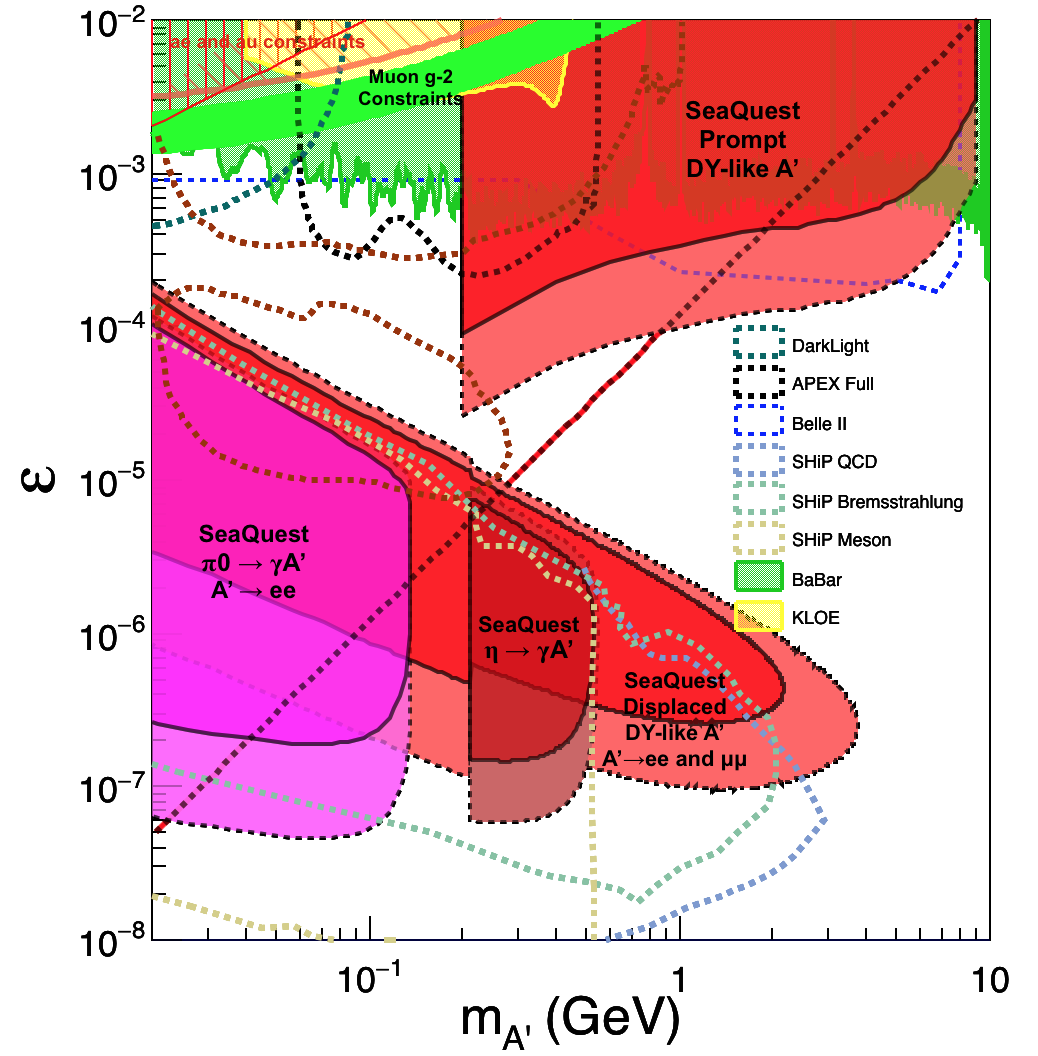 10⁻²
ae and aμ constraints
Muon g-2
Constraints
SeaQuest
Prompt
DY-like A'
10⁻³
10⁻⁴
DarkLight
APEX Full
Belle II
SHiP QCD
SHiP Bremsstrahlung
SHiP Meson
BaBar
KLOE
ε
10⁻⁵
SeaQuest
π0 → γA'
A' → ee
10⁻⁶
SeaQuest
η → γA'
SeaQuest
Displaced
DY-like A'
A'→ee and μμ
10⁻⁷
10⁻⁸
10⁻¹
1
10
m_A' (GeV)